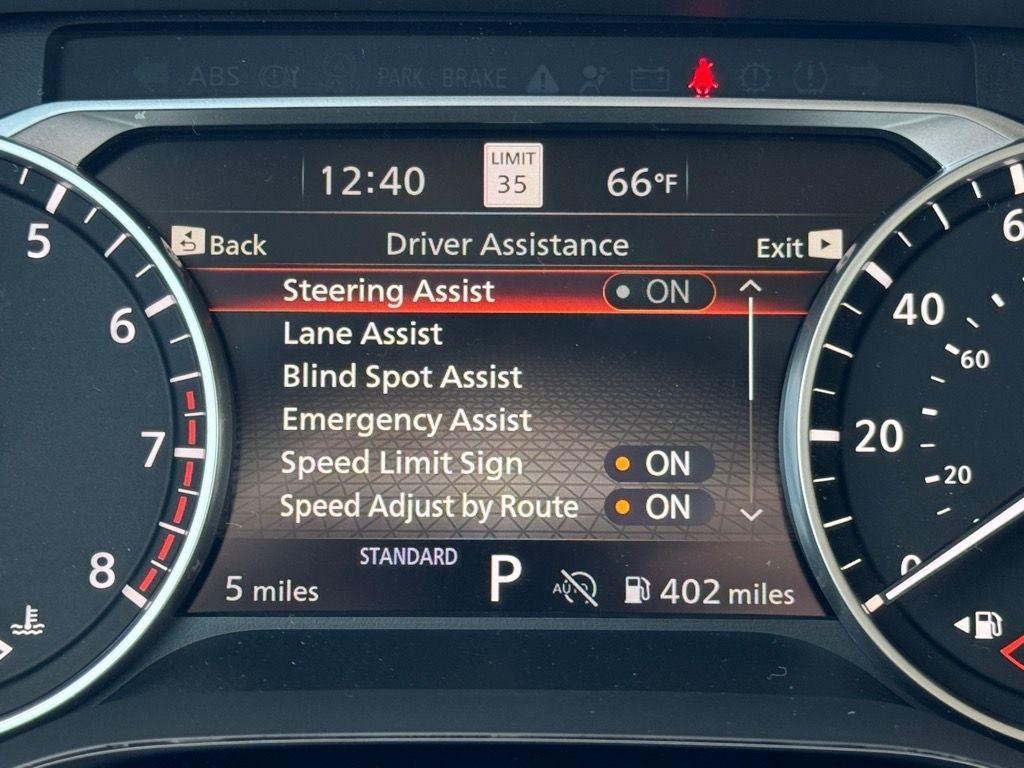 ABS PARK BRAKE
12:40 LIMIT 35 66°F
Back Driver Assistance Exit
Steering Assist ON
Lane Assist
Blind Spot Assist
Emergency Assist
Speed Limit Sign ON
Speed Adjust by Route ON
STANDARD
5 miles P AUTO 402 miles
5
6
7
8
6
40
60
20
20
0